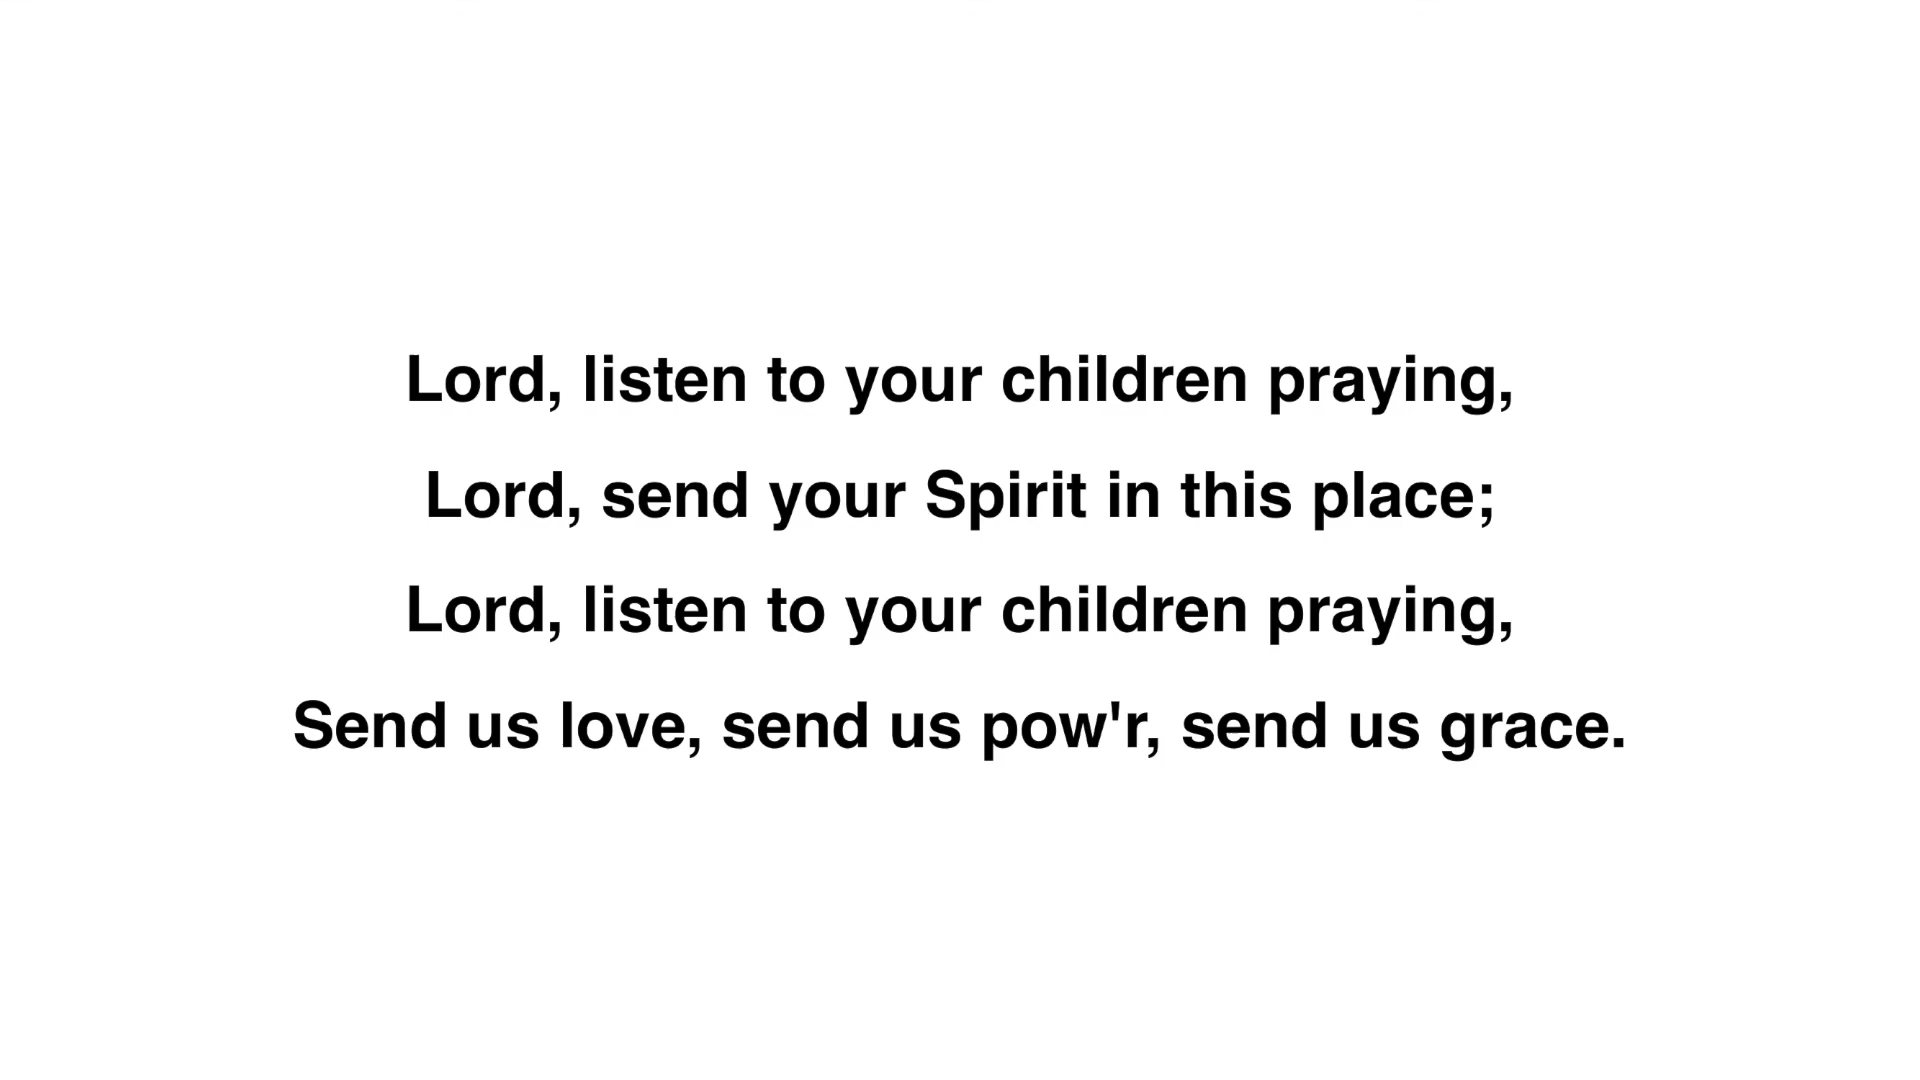 Lord, listen to your children praying,
Lord, send your Spirit in this place;
Lord, listen to your children praying,
Send us love, send us pow'r, send us grace.